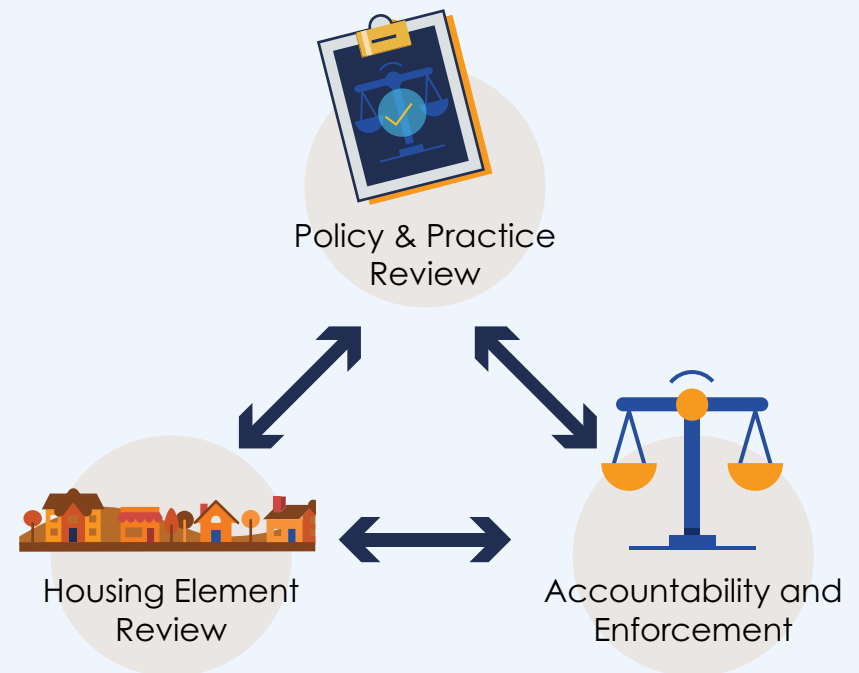 Policy & Practice
Review
Housing Element
Review
Accountability and
Enforcement